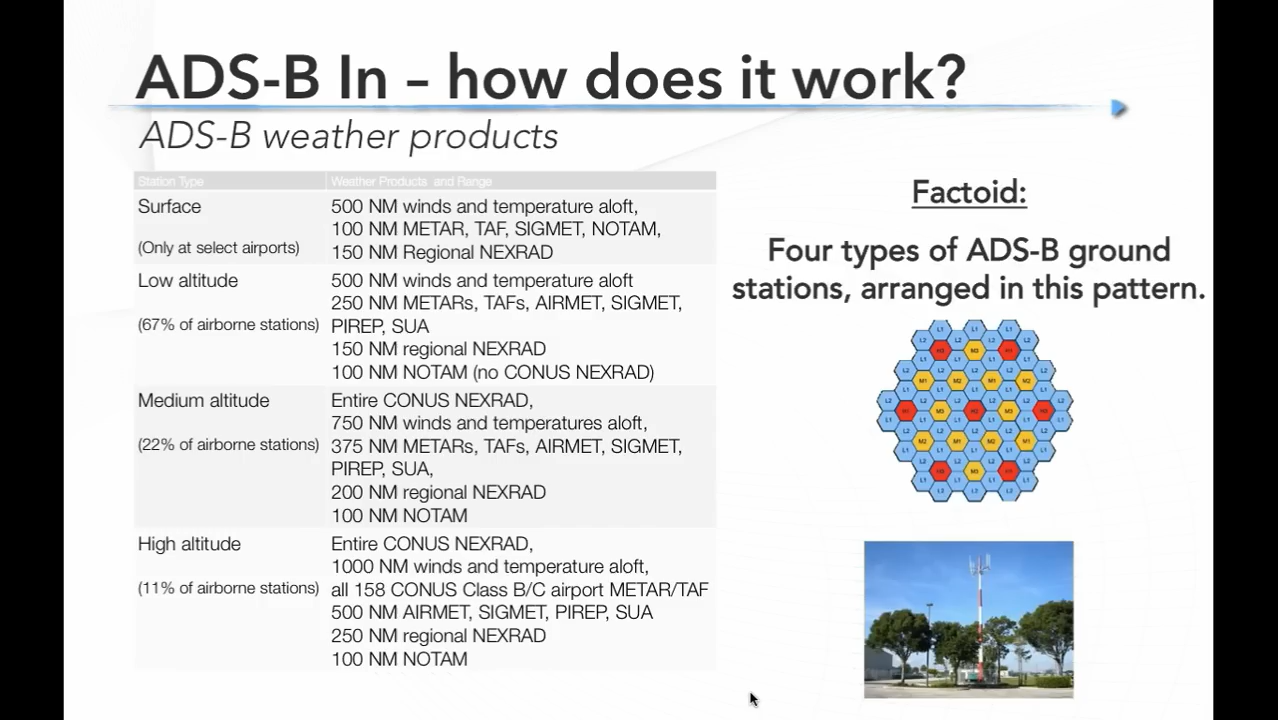 ADS-B In – how does it work?
ADS-B weather products
Station Type
Weather Products and Range
Surface
(Only at select airports)
500 NM winds and temperature aloft,
100 NM METAR, TAF, SIGMET, NOTAM,
150 NM Regional NEXRAD
Low altitude
(67% of airborne stations)
500 NM winds and temperature aloft
250 NM METARs, TAFs, AIRMET, SIGMET,
PIREP, SUA
150 NM regional NEXRAD
100 NM NOTAM (no CONUS NEXRAD)
Medium altitude
(22% of airborne stations)
Entire CONUS NEXRAD,
750 NM winds and temperatures aloft,
375 NM METARs, TAFs, AIRMET, SIGMET,
PIREP, SUA,
200 NM regional NEXRAD
100 NM NOTAM
High altitude
(11% of airborne stations)
Entire CONUS NEXRAD,
1000 NM winds and temperature aloft,
all 158 CONUS Class B/C airport METAR/TAF
500 NM AIRMET, SIGMET, PIREP, SUA
250 NM regional NEXRAD
100 NM NOTAM
Factoid:
Four types of ADS-B ground
stations, arranged in this pattern.